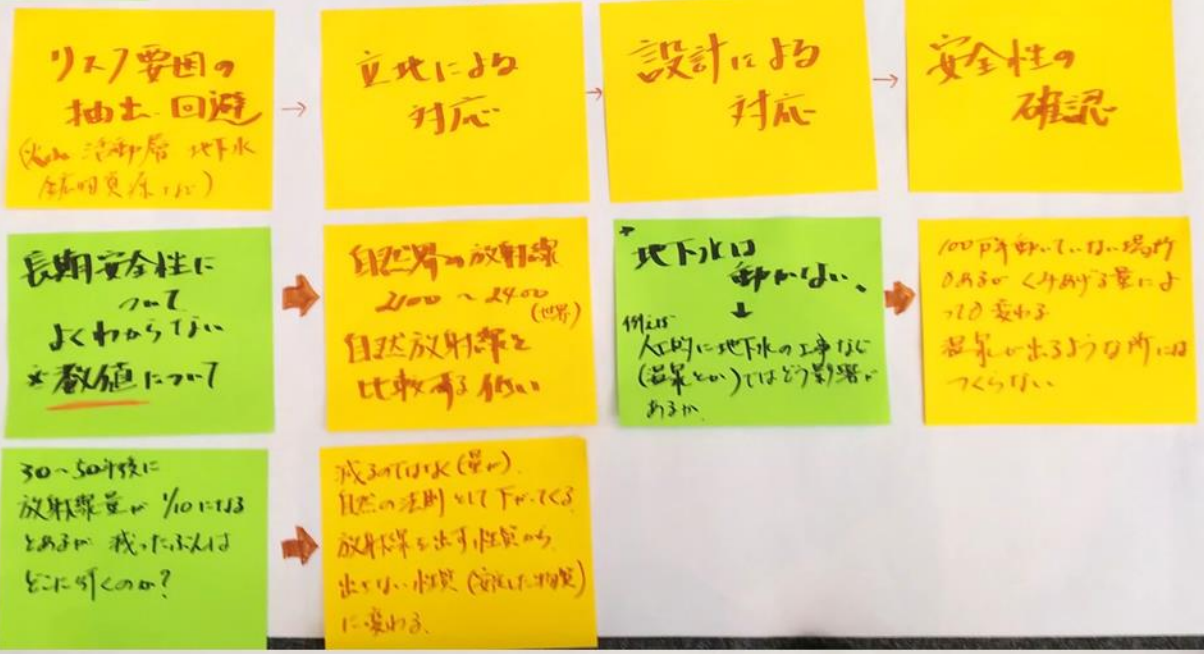 リスク要因の
抽出、回避
(火山 活断層 地下水
鉱物資源など)
→
立地による
対応
→
設計による
対応
→
安全性の
確認
長期安全性に
ついて
よくわからない
※数値について
自然界の放射線
2100 〜 2400
(世界)
自然放射線と
比較する 低い
地下水は
動かない。
↓
例えば
人工的に地下水の工事など
(温泉とか)ではどう影響が
あるか
100万年動いていない場所
もあるが くみあげる量によ
っても変わる
温泉が出るような所には
つくらない
30〜50年後に
放射線量が 1/10になる
とあるが 減ったぶんは
どこに行くのか?
減るのではなく(量が)、
自然の法則として下がってくる
放射線を出す性質から
出さない性質(安定した物質)
に変わる、